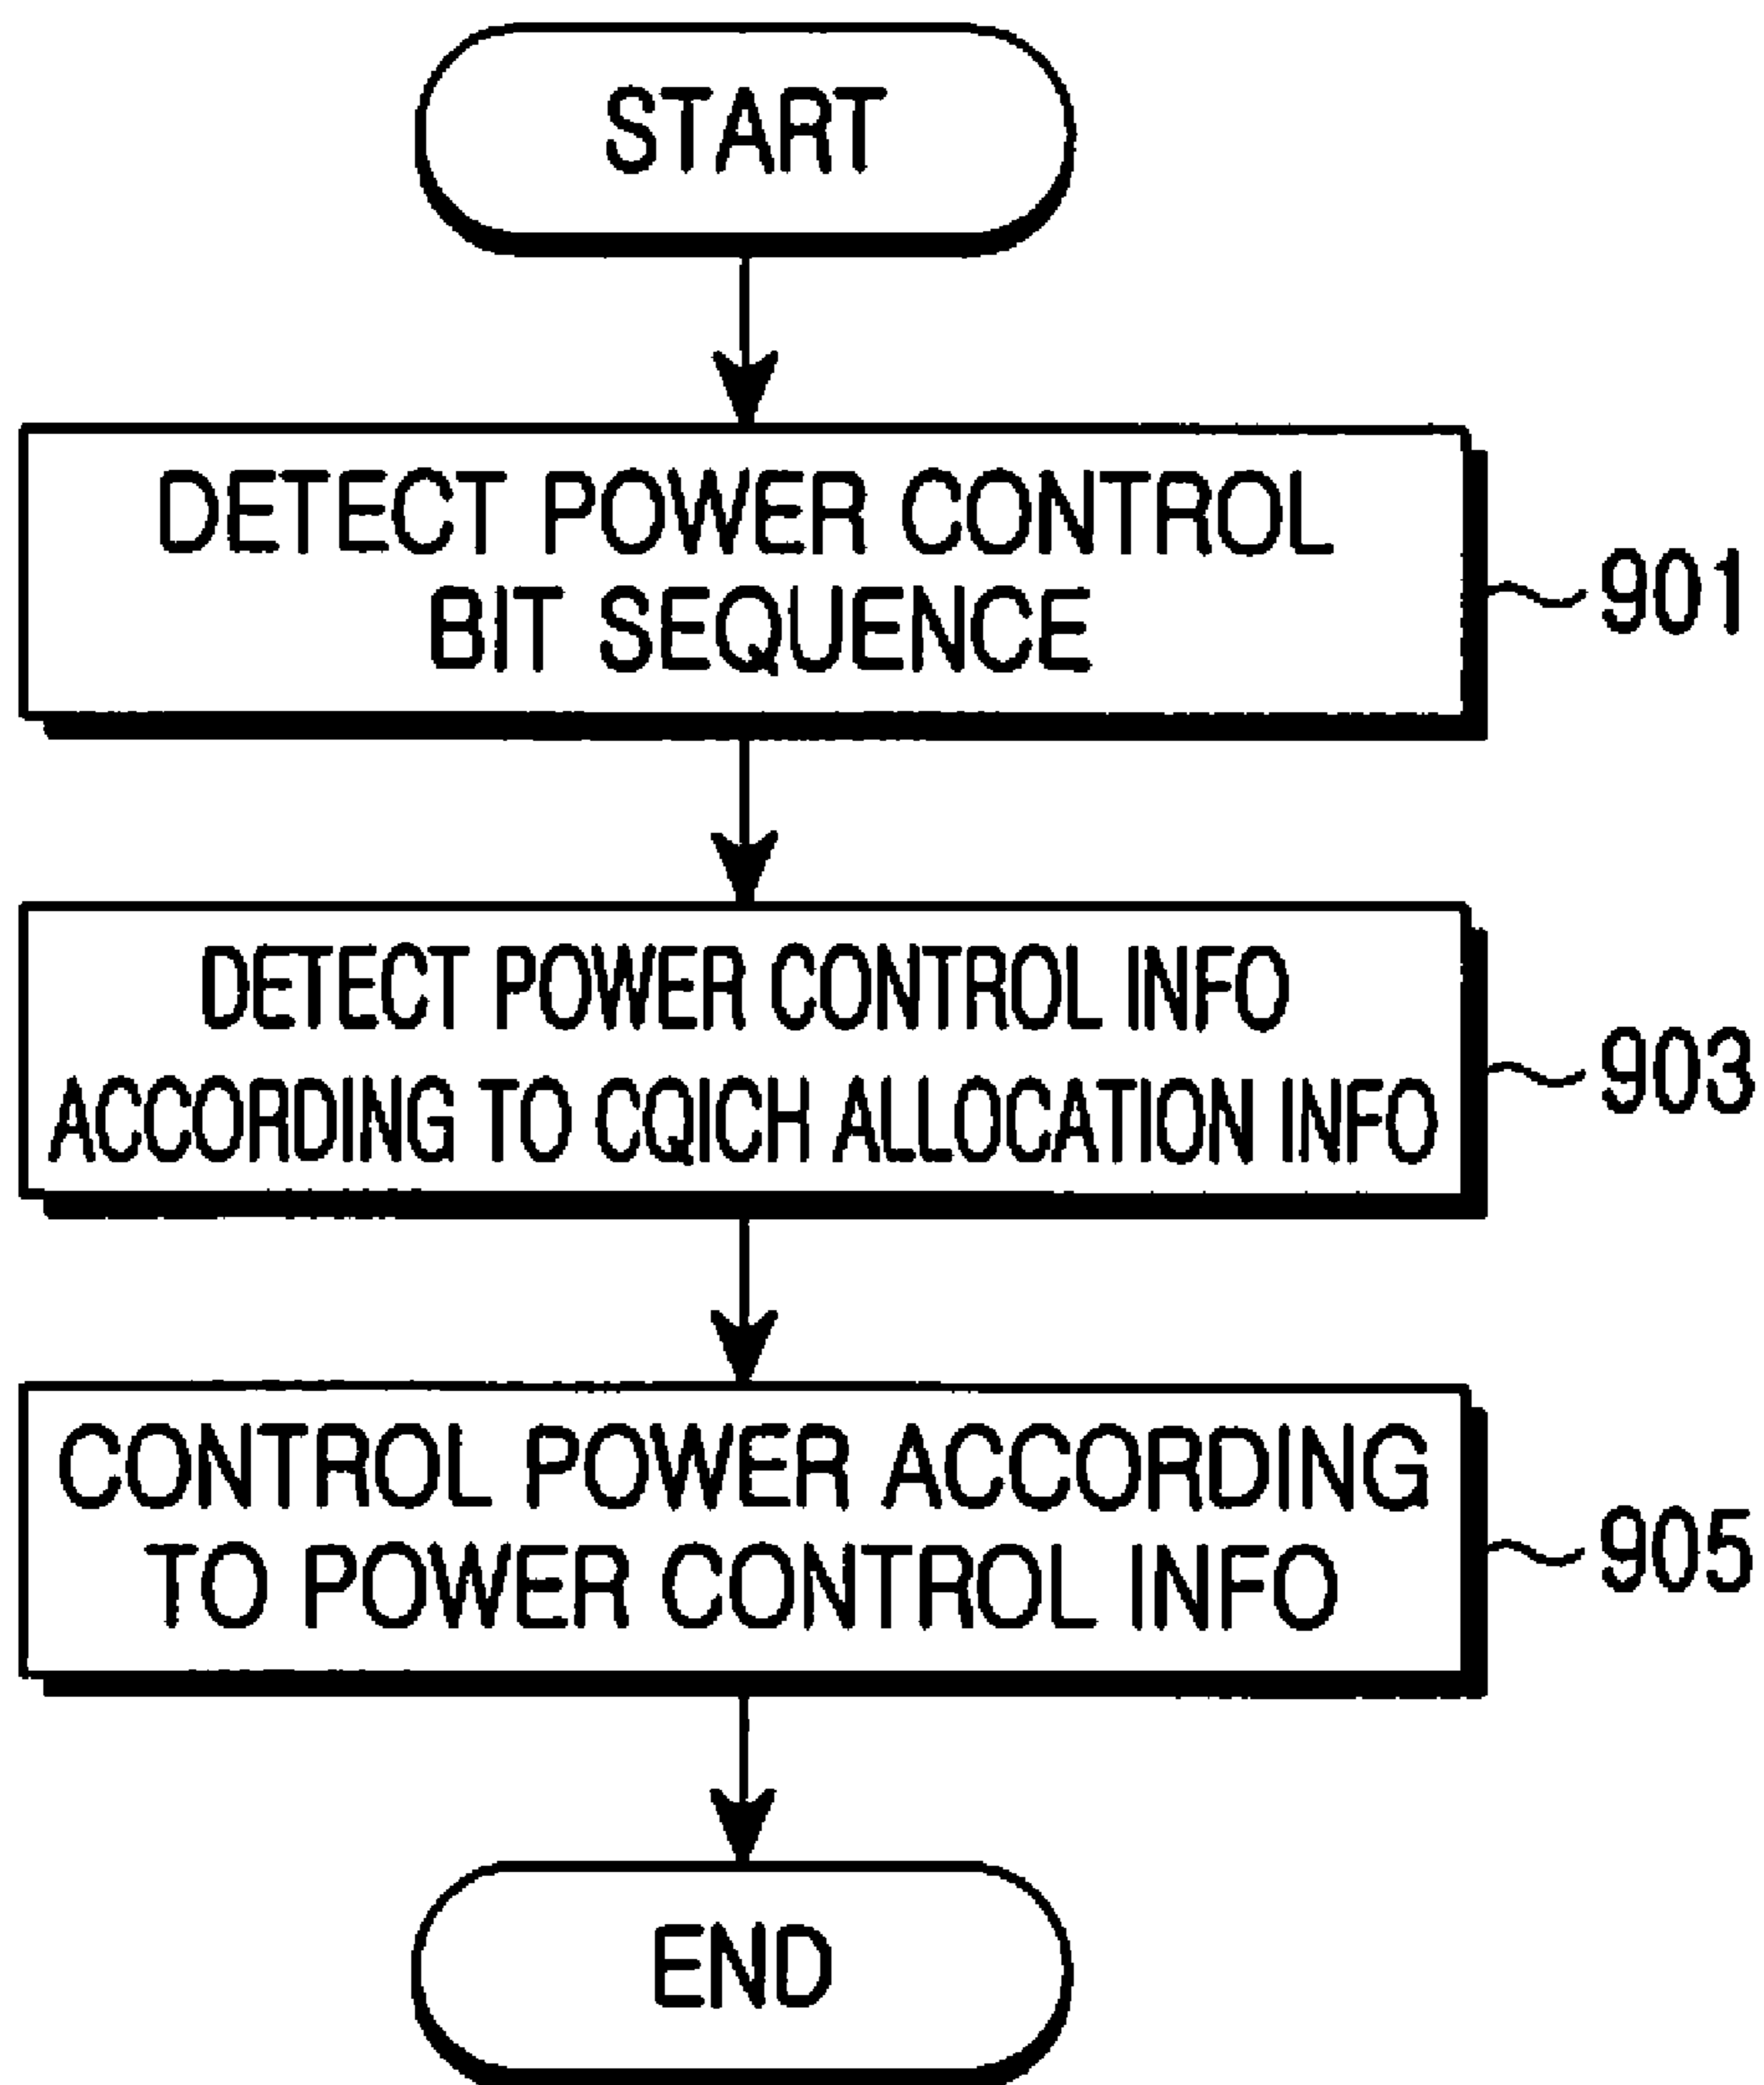 START
DETECT POWER CONTROL
BIT SEQUENCE
901
DETECT POWER CONTROL INFO
ACCORDING TO CQICH ALLOCATION INFO
903
CONTROL POWER ACCORDING
TO POWER CONTROL INFO
905
END